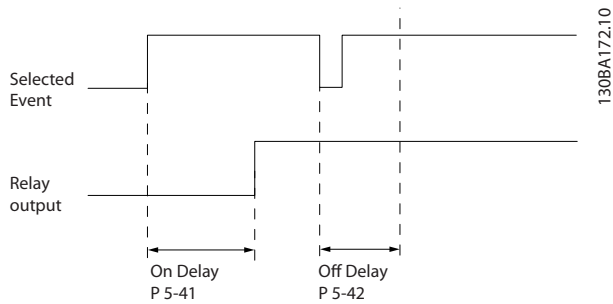 Selected
Event
Relay
output
On Delay
P 5-41
Off Delay
P 5-42
130BA172.10